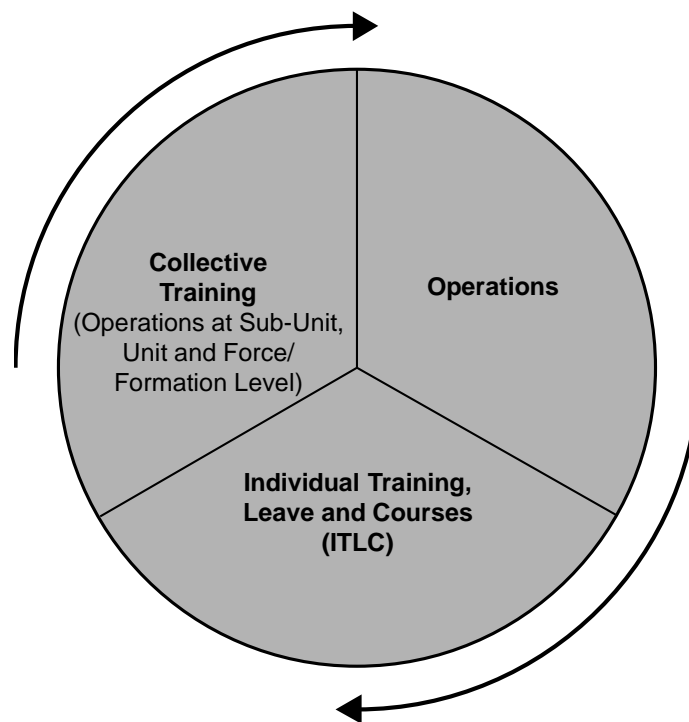 Collective
Training
(Operations at Sub-Unit,
Unit and Force/
Formation Level)
Operations
Individual Training,
Leave and Courses
(ITLC)